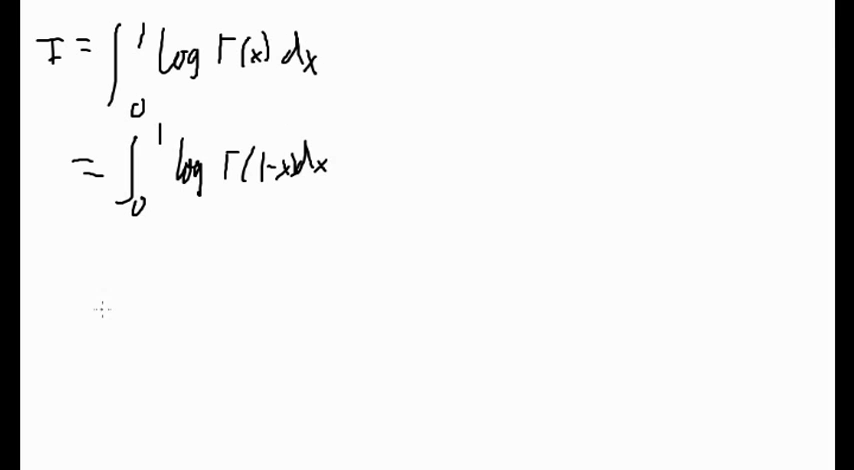 I = ∫₀¹ log Γ(x) dx
= ∫₀¹ log Γ(1-x)dx